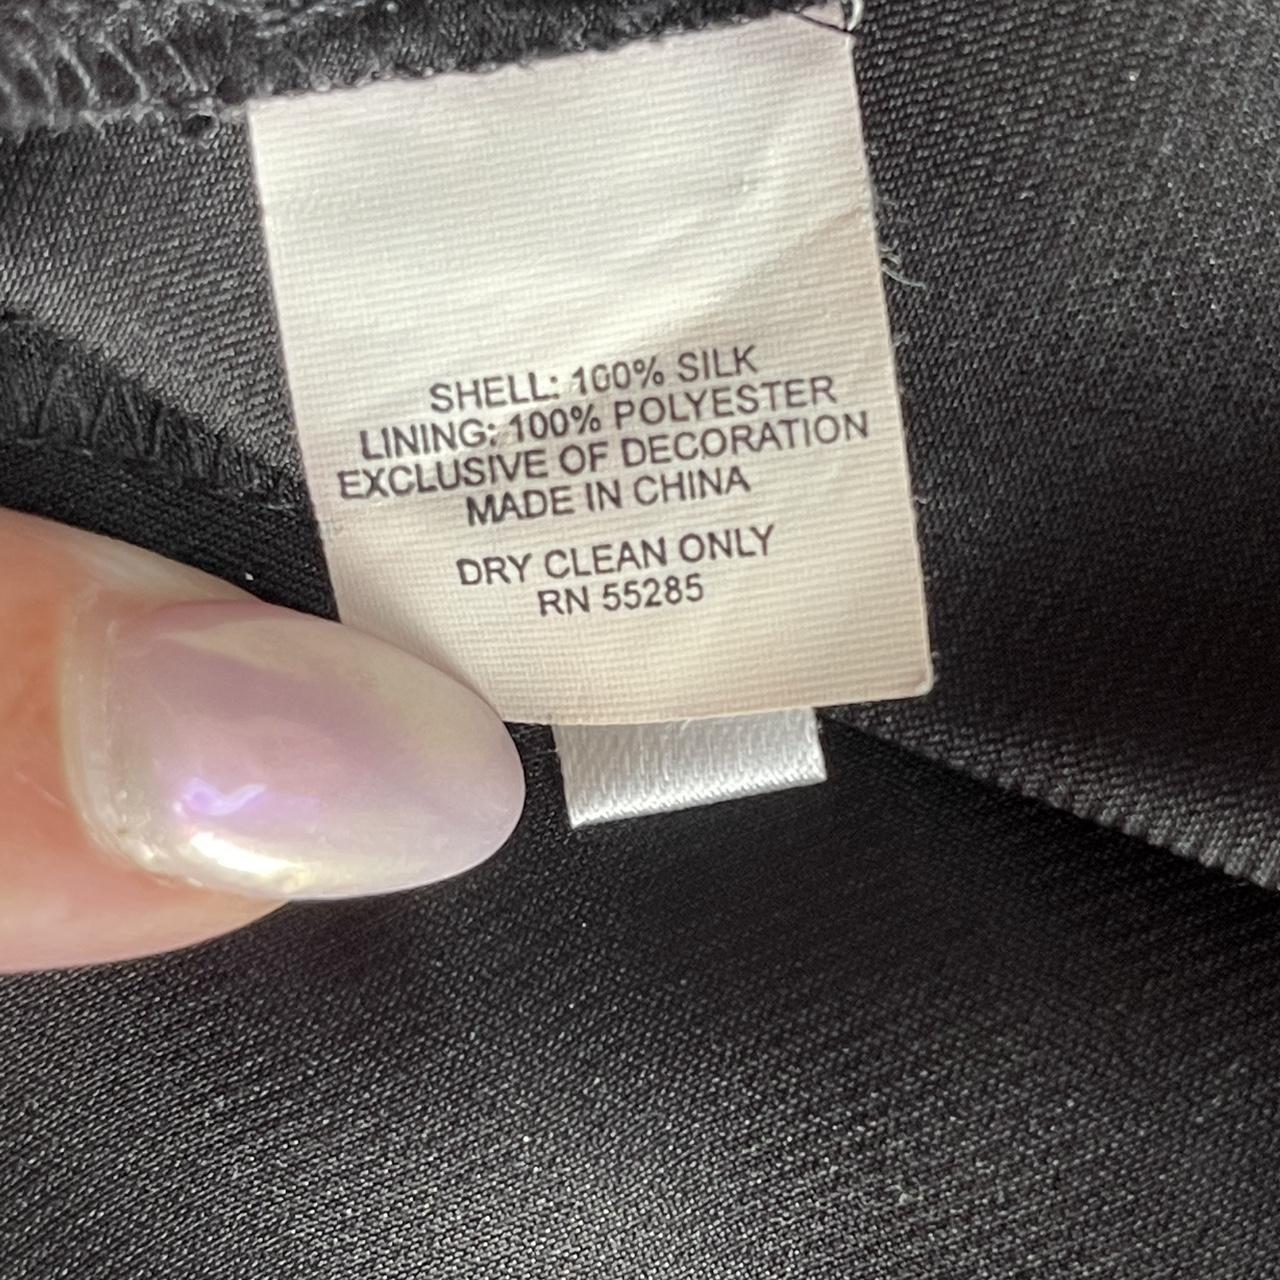 SHELL: 100% SILK
LINING: 100% POLYESTER
EXCLUSIVE OF DECORATION
MADE IN CHINA
DRY CLEAN ONLY
RN 55285